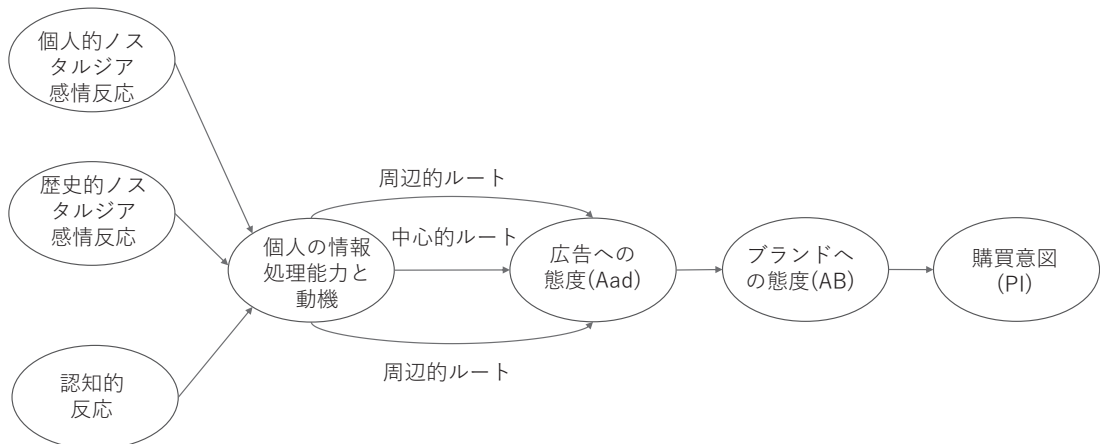 個人的ノス
タルジア
感情反応
歴史的ノス
タルジア
感情反応
認知的
反応
個人の情報
処理能力と
動機
周辺的ルート
中心的ルート
周辺的ルート
広告への
態度(Aad)
ブランドへ
の態度(AB)
購買意図
(PI)